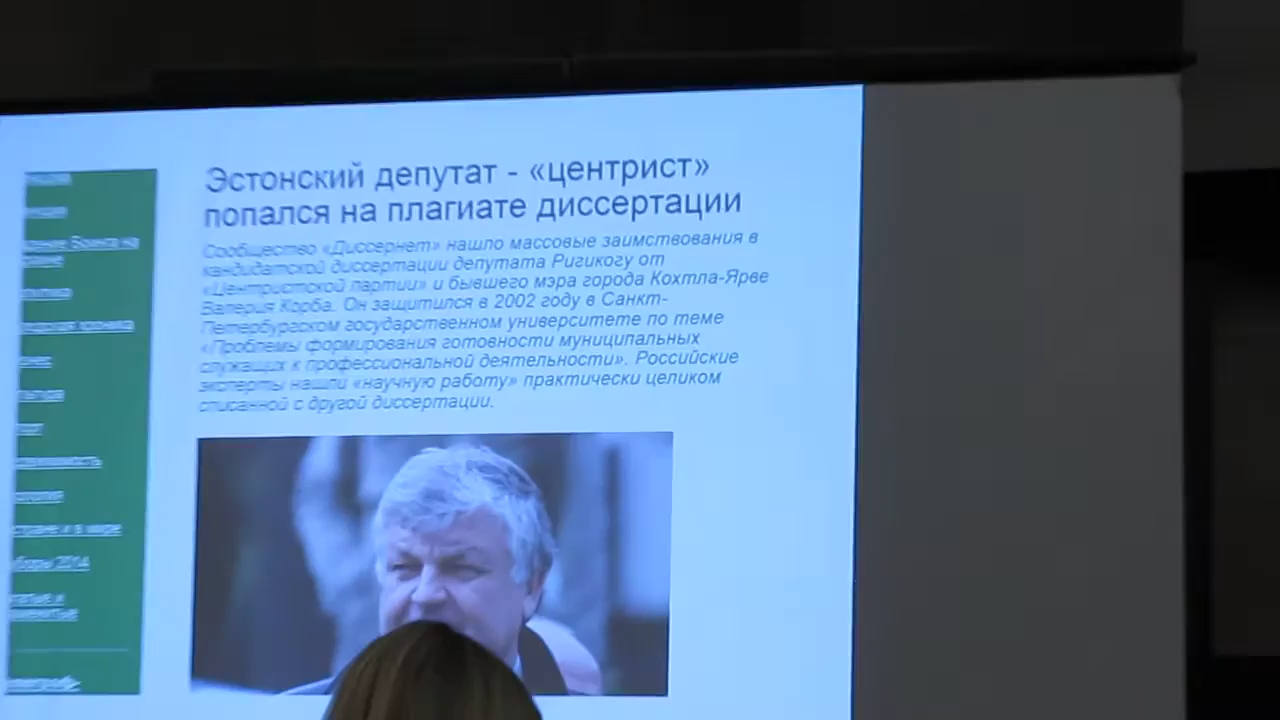 Эстонский депутат - «центрист»
попался на плагиате диссертации
Сообщество «Диссернет» нашло массовые заимствования в
кандидатской диссертации депутата Ригикогу от
«Центристской партии» и бывшего мэра города Кохтла-Ярве
Валерия Корба. Он защитился в 2002 году в Санкт-
Петербургском государственном университете по теме
«Проблемы формирования готовности муниципальных
служащих к профессиональной деятельности». Российские
эксперты нашли «научную работу» практически целиком
списанной с другой диссертации.
2014